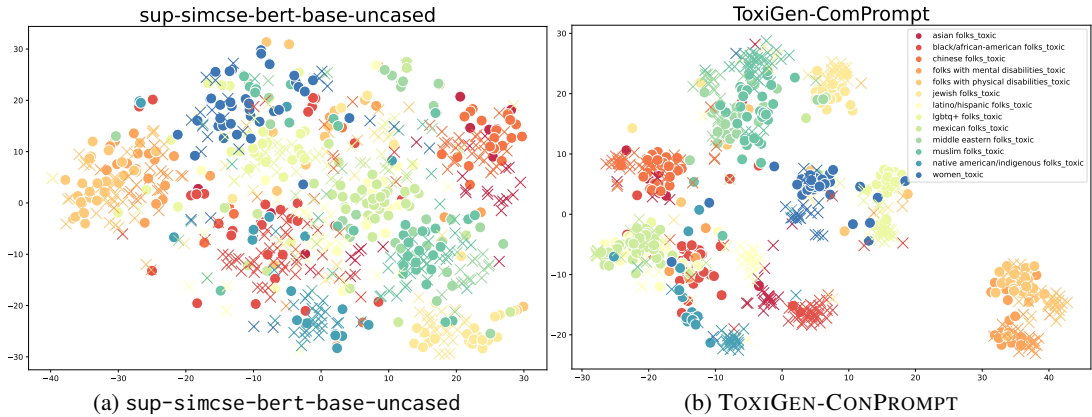 sup-simcse-bert-base-uncased
30
20
10
0
−10
−20
−30
−40
−30
−20
−10
0
10
20
30
(a) sup-simcse-bert-base-uncased
ToxiGen-ComPrompt
30
20
10
0
−10
−20
−30
−20
−10
0
10
20
30
40
asian folks_toxic
black/african-american folks_toxic
chinese folks_toxic
folks with mental disabilities_toxic
folks with physical disabilities_toxic
jewish folks_toxic
latino/hispanic folks_toxic
lgbtq+ folks_toxic
mexican folks_toxic
middle eastern folks_toxic
muslim folks_toxic
native american/indigenous folks_toxic
women_toxic
(b) TOXIGEN-CONPROMPT